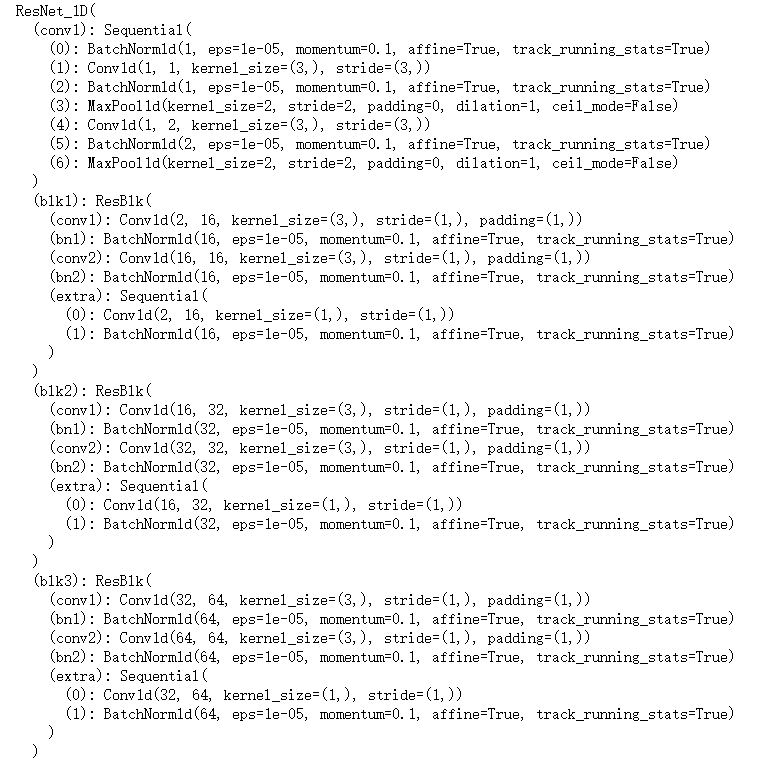 ResNet_1D(
  (conv1): Sequential(
    (0): BatchNorm1d(1, eps=1e-05, momentum=0.1, affine=True, track_running_stats=True)
    (1): Conv1d(1, 1, kernel_size=(3,), stride=(3,))
    (2): BatchNorm1d(1, eps=1e-05, momentum=0.1, affine=True, track_running_stats=True)
    (3): MaxPool1d(kernel_size=2, stride=2, padding=0, dilation=1, ceil_mode=False)
    (4): Conv1d(1, 2, kernel_size=(3,), stride=(3,))
    (5): BatchNorm1d(2, eps=1e-05, momentum=0.1, affine=True, track_running_stats=True)
    (6): MaxPool1d(kernel_size=2, stride=2, padding=0, dilation=1, ceil_mode=False)
  )
  (blk1): ResBlk(
    (conv1): Conv1d(2, 16, kernel_size=(3,), stride=(1,), padding=(1,))
    (bn1): BatchNorm1d(16, eps=1e-05, momentum=0.1, affine=True, track_running_stats=True)
    (conv2): Conv1d(16, 16, kernel_size=(3,), stride=(1,), padding=(1,))
    (bn2): BatchNorm1d(16, eps=1e-05, momentum=0.1, affine=True, track_running_stats=True)
    (extra): Sequential(
      (0): Conv1d(2, 16, kernel_size=(1,), stride=(1,))
      (1): BatchNorm1d(16, eps=1e-05, momentum=0.1, affine=True, track_running_stats=True)
    )
  )
  (blk2): ResBlk(
    (conv1): Conv1d(16, 32, kernel_size=(3,), stride=(1,), padding=(1,))
    (bn1): BatchNorm1d(32, eps=1e-05, momentum=0.1, affine=True, track_running_stats=True)
    (conv2): Conv1d(32, 32, kernel_size=(3,), stride=(1,), padding=(1,))
    (bn2): BatchNorm1d(32, eps=1e-05, momentum=0.1, affine=True, track_running_stats=True)
    (extra): Sequential(
      (0): Conv1d(16, 32, kernel_size=(1,), stride=(1,))
      (1): BatchNorm1d(32, eps=1e-05, momentum=0.1, affine=True, track_running_stats=True)
    )
  )
  (blk3): ResBlk(
    (conv1): Conv1d(32, 64, kernel_size=(3,), stride=(1,), padding=(1,))
    (bn1): BatchNorm1d(64, eps=1e-05, momentum=0.1, affine=True, track_running_stats=True)
    (conv2): Conv1d(64, 64, kernel_size=(3,), stride=(1,), padding=(1,))
    (bn2): BatchNorm1d(64, eps=1e-05, momentum=0.1, affine=True, track_running_stats=True)
    (extra): Sequential(
      (0): Conv1d(32, 64, kernel_size=(1,), stride=(1,))
      (1): BatchNorm1d(64, eps=1e-05, momentum=0.1, affine=True, track_running_stats=True)
    )
  )